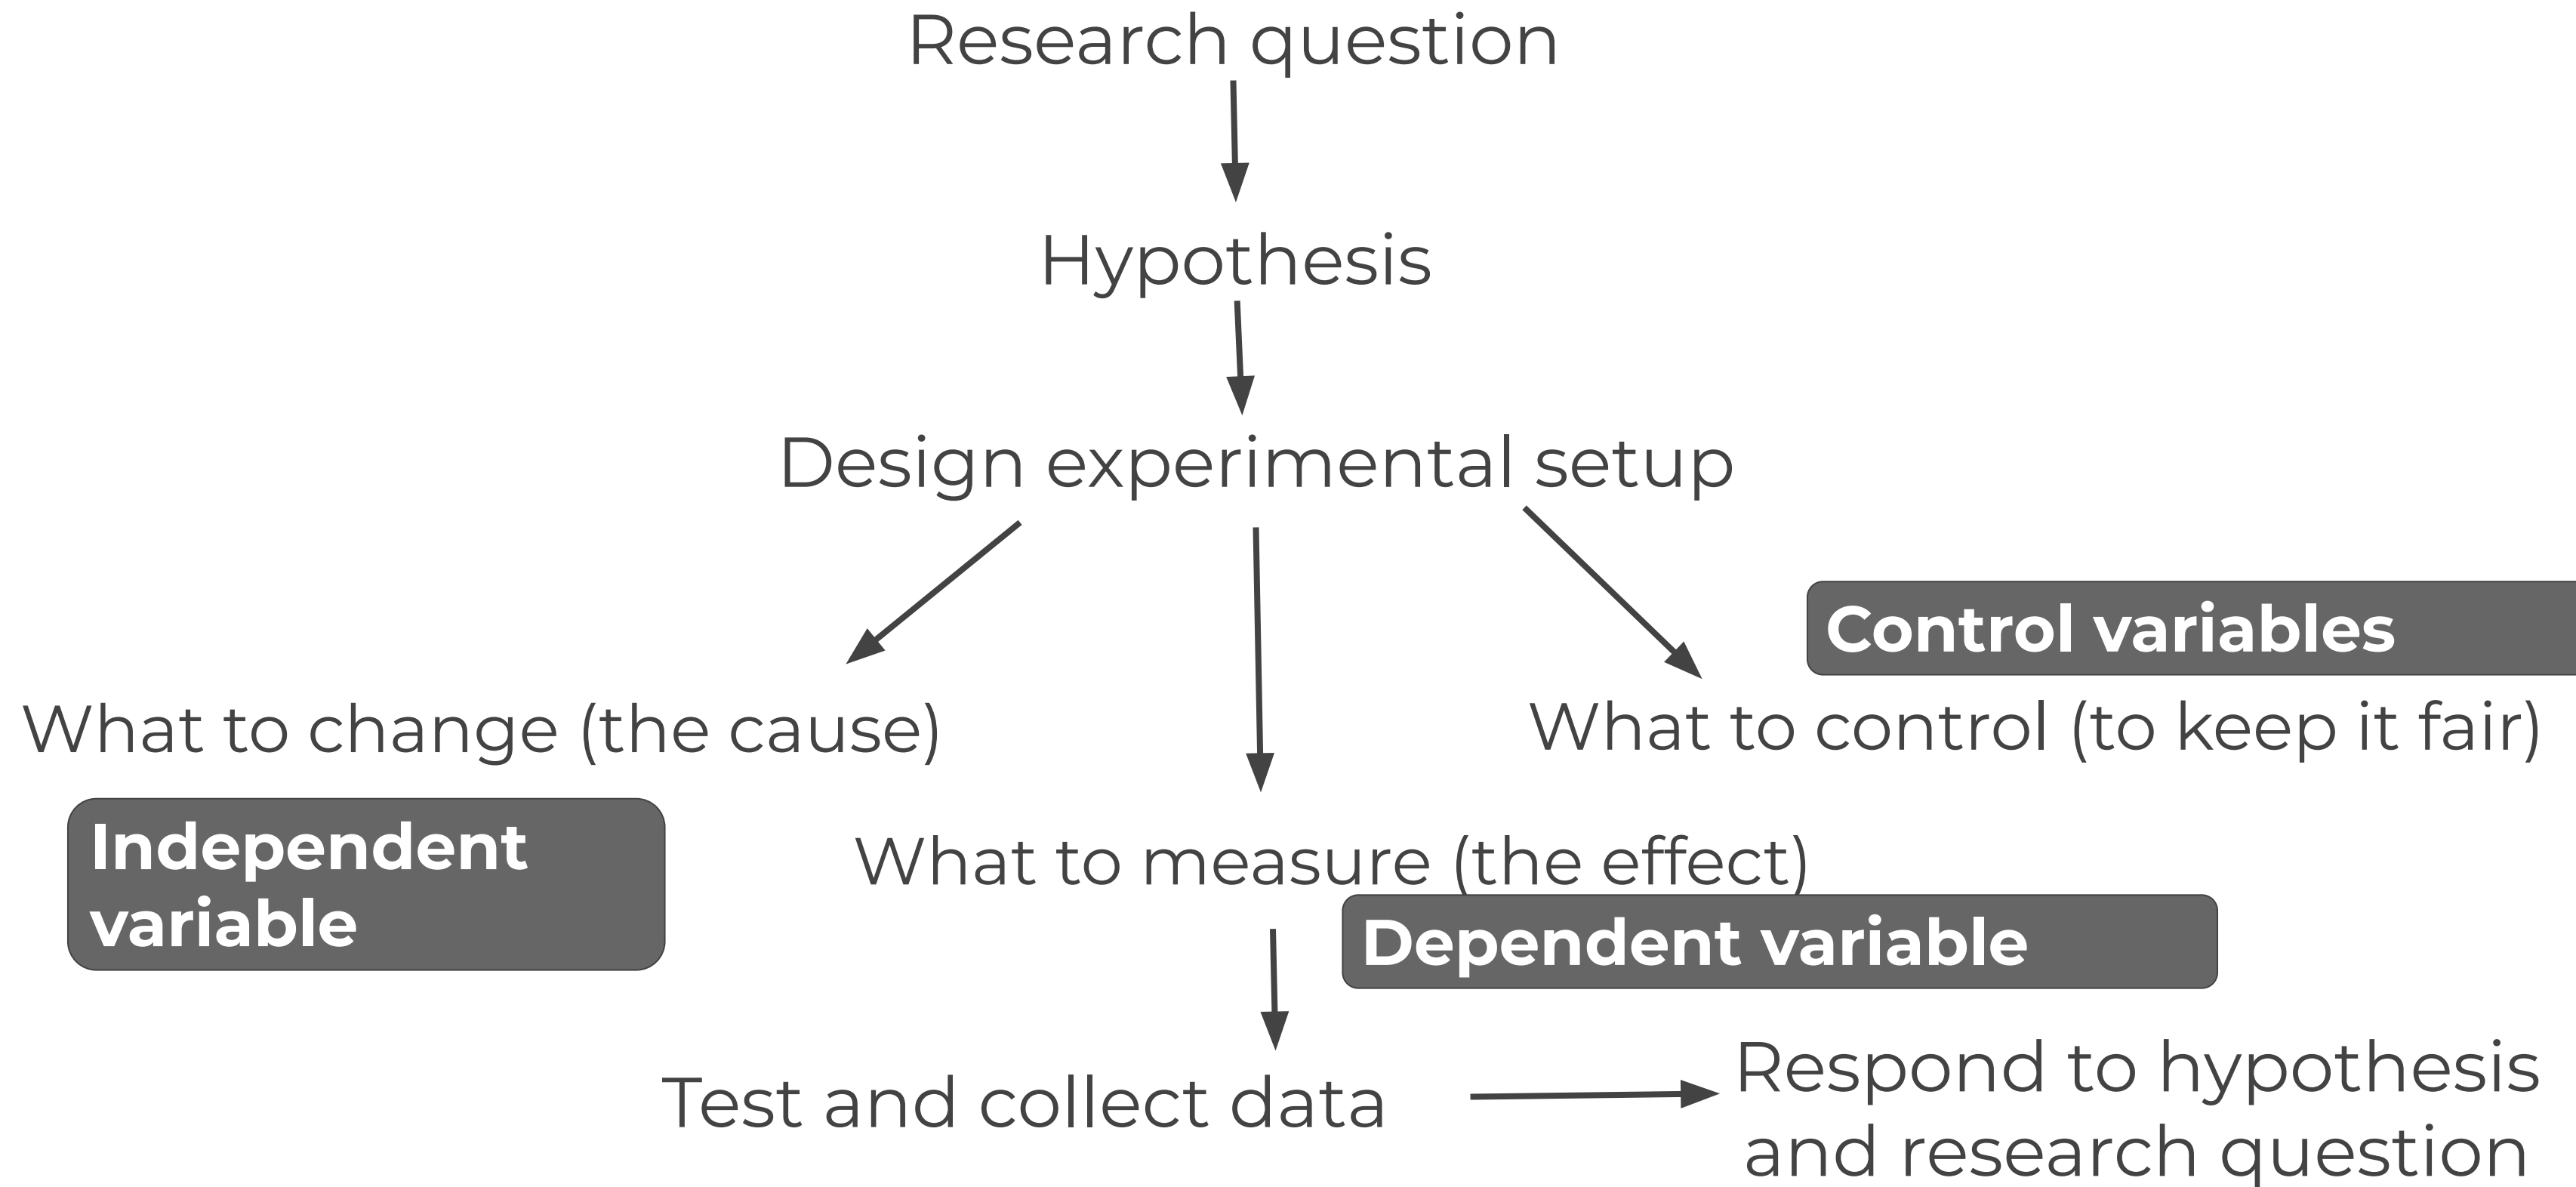 Research question
Hypothesis
Design experimental setup
Control variables
What to change (the cause)
What to control (to keep it fair)
Independent
variable
What to measure (the effect)
Dependent variable
Test and collect data
Respond to hypothesis
and research question